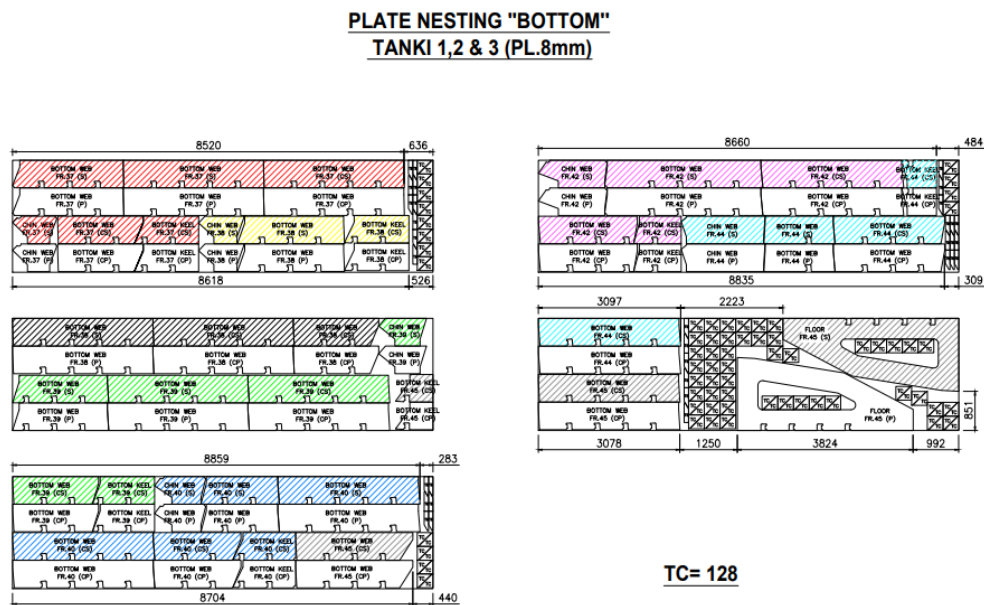 PLATE NESTING "BOTTOM"
TANKI 1,2 & 3 (PL.8mm)
8520
636
BOTTOM WEB
FR.37 (S)
BOTTOM WEB
FR.37 (S)
BOTTOM WEB
FR.37 (CS)
BOTTOM WEB
FR.37 (P)
BOTTOM WEB
FR.37 (P)
BOTTOM WEB
FR.37 (CP)
CHIN WEB
FR.37 (S)
BOTTOM WEB
FR.37 (CS)
BOTTOM KEEL
FR.37 (CS)
CHIN WEB
FR.38 (S)
BOTTOM WEB
FR.38 (S)
BOTTOM KEEL
FR.38 (CS)
CHIN WEB
FR.37 (P)
BOTTOM WEB
FR.37 (CP)
BOTTOM KEEL
FR.37 (CP)
CHIN WEB
FR.38 (P)
BOTTOM WEB
FR.38 (P)
BOTTOM KEEL
FR.38 (CP)
8618
526
8660
484
CHIN WEB
FR.42 (S)
BOTTOM WEB
FR.42 (S)
BOTTOM WEB
FR.42 (CS)
BOTTOM KEEL
FR.44 (CS)
CHIN WEB
FR.42 (P)
BOTTOM WEB
FR.42 (P)
BOTTOM WEB
FR.42 (CP)
BOTTOM KEEL
FR.44 (CP)
BOTTOM WEB
FR.42 (CS)
BOTTOM KEEL
FR.42 (CS)
CHIN WEB
FR.44 (S)
BOTTOM WEB
FR.44 (S)
BOTTOM WEB
FR.44 (CS)
BOTTOM WEB
FR.42 (CP)
BOTTOM KEEL
FR.42 (CP)
CHIN WEB
FR.44 (P)
BOTTOM WEB
FR.44 (P)
BOTTOM WEB
FR.44 (CP)
8835
309
BOTTOM WEB
FR.38 (S)
BOTTOM WEB
FR.38 (CS)
BOTTOM WEB
FR.38 (CS)
CHIN WEB
FR.39 (S)
BOTTOM WEB
FR.38 (P)
BOTTOM WEB
FR.38 (CP)
BOTTOM WEB
FR.38 (CP)
CHIN WEB
FR.39 (P)
BOTTOM WEB
FR.39 (S)
BOTTOM WEB
FR.39 (S)
BOTTOM WEB
FR.39 (CS)
BOTTOM KEEL
FR.45 (CS)
BOTTOM WEB
FR.39 (P)
BOTTOM WEB
FR.39 (P)
BOTTOM WEB
FR.39 (CP)
BOTTOM KEEL
FR.45 (CP)
3097
2223
BOTTOM WEB
FR.44 (CS)
BOTTOM WEB
FR.44 (CP)
BOTTOM WEB
FR.45 (CS)
BOTTOM WEB
FR.45 (CP)
FLOOR
FR.45 (S)
FLOOR
FR.45 (P)
851
3078
1250
3824
992
8859
283
BOTTOM WEB
FR.39 (CS)
BOTTOM KEEL
FR.39 (CS)
CHIN WEB
FR.40 (S)
BOTTOM WEB
FR.40 (S)
BOTTOM WEB
FR.40 (S)
BOTTOM WEB
FR.39 (CP)
BOTTOM KEEL
FR.39 (CP)
CHIN WEB
FR.40 (P)
BOTTOM WEB
FR.40 (P)
BOTTOM WEB
FR.40 (P)
BOTTOM WEB
FR.40 (CS)
BOTTOM WEB
FR.40 (CS)
BOTTOM KEEL
FR.40 (CS)
BOTTOM WEB
FR.45 (CS)
BOTTOM WEB
FR.40 (CP)
BOTTOM WEB
FR.40 (CP)
BOTTOM KEEL
FR.40 (CP)
BOTTOM WEB
FR.45 (CP)
8704
440
TC= 128